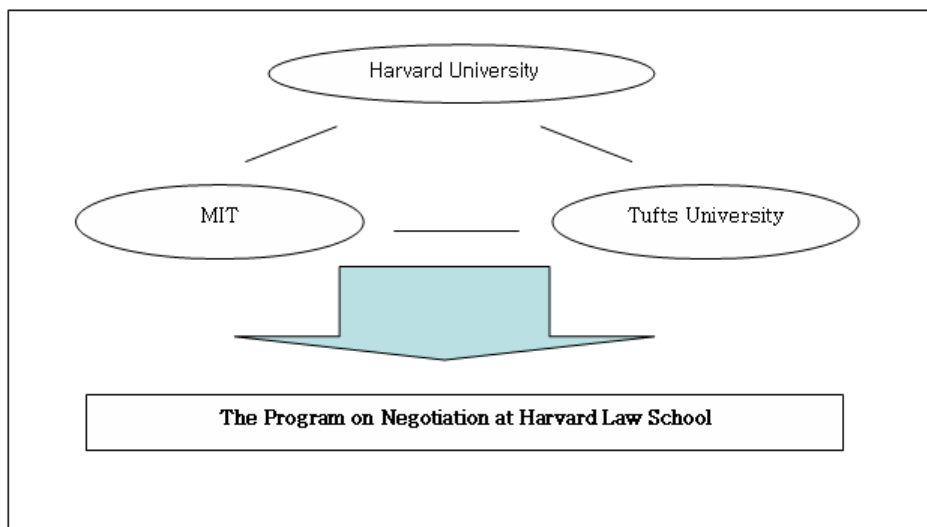 Harvard University
MIT
Tufts University
The Program on Negotiation at Harvard Law School